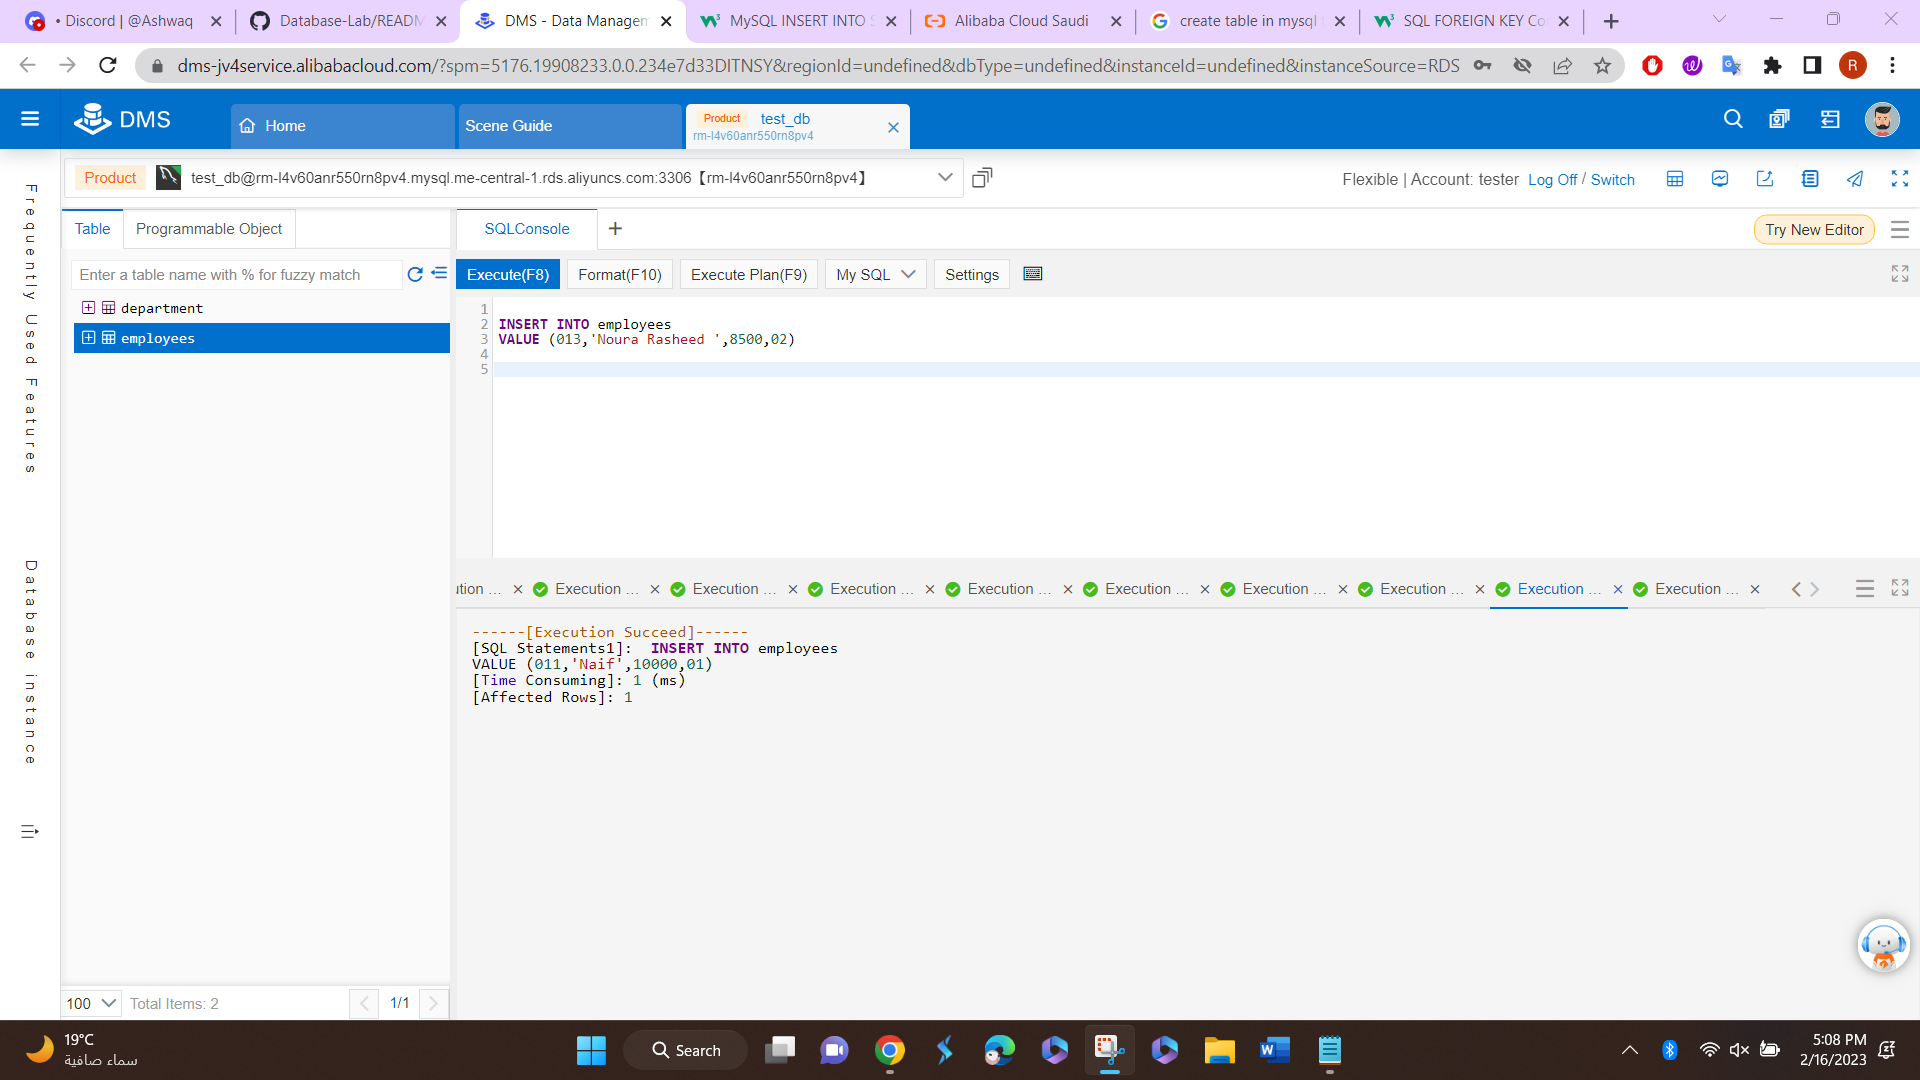 • Discord | @Ashwaq
Database-Lab/READM
DMS - Data Managem
MySQL INSERT INTO S
Alibaba Cloud Saudi
create table in mysql
SQL FOREIGN KEY Co
dms-jv4service.alibabacloud.com/?spm=5176.19908233.0.0.234e7d33DITNSY&regionId=undefined&dbType=undefined&instanceId=undefined&instanceSource=RDS
R
DMS
Home
Scene Guide
Product test_db
rm-l4v60anr550rn8pv4
Product
test_db@rm-l4v60anr550rn8pv4.mysql.me-central-1.rds.aliyuncs.com:3306【rm-l4v60anr550rn8pv4】
Flexible | Account: tester Log Off / Switch
Frequently Used Features
Database instance
Table
Programmable Object
SQLConsole
Try New Editor
Enter a table name with % for fuzzy match
Execute(F8)
Format(F10)
Execute Plan(F9)
My SQL
Settings
department
employees
1
2 INSERT INTO employees
3 VALUE (013,'Noura Rasheed ',8500,02)
4
5
ution ...
Execution ...
Execution ...
Execution ...
Execution ...
Execution ...
Execution ...
Execution ...
Execution ...
Execution ...
------[Execution Succeed]------
[SQL Statements1]: INSERT INTO employees
VALUE (011,'Naif',10000,01)
[Time Consuming]: 1 (ms)
[Affected Rows]: 1
100
Total Items: 2
1/1
19°C
سماء صافية
Search
5:08 PM
2/16/2023